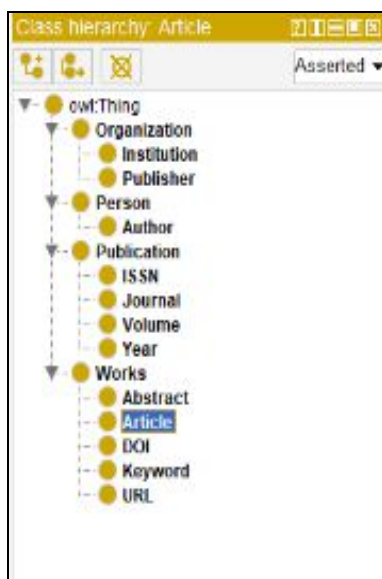 Class hierarchy: Article
Asserted
owl:Thing
Organization
Institution
Publisher
Person
Author
Publication
ISSN
Journal
Volume
Year
Works
Abstract
Article
DOI
Keyword
URL